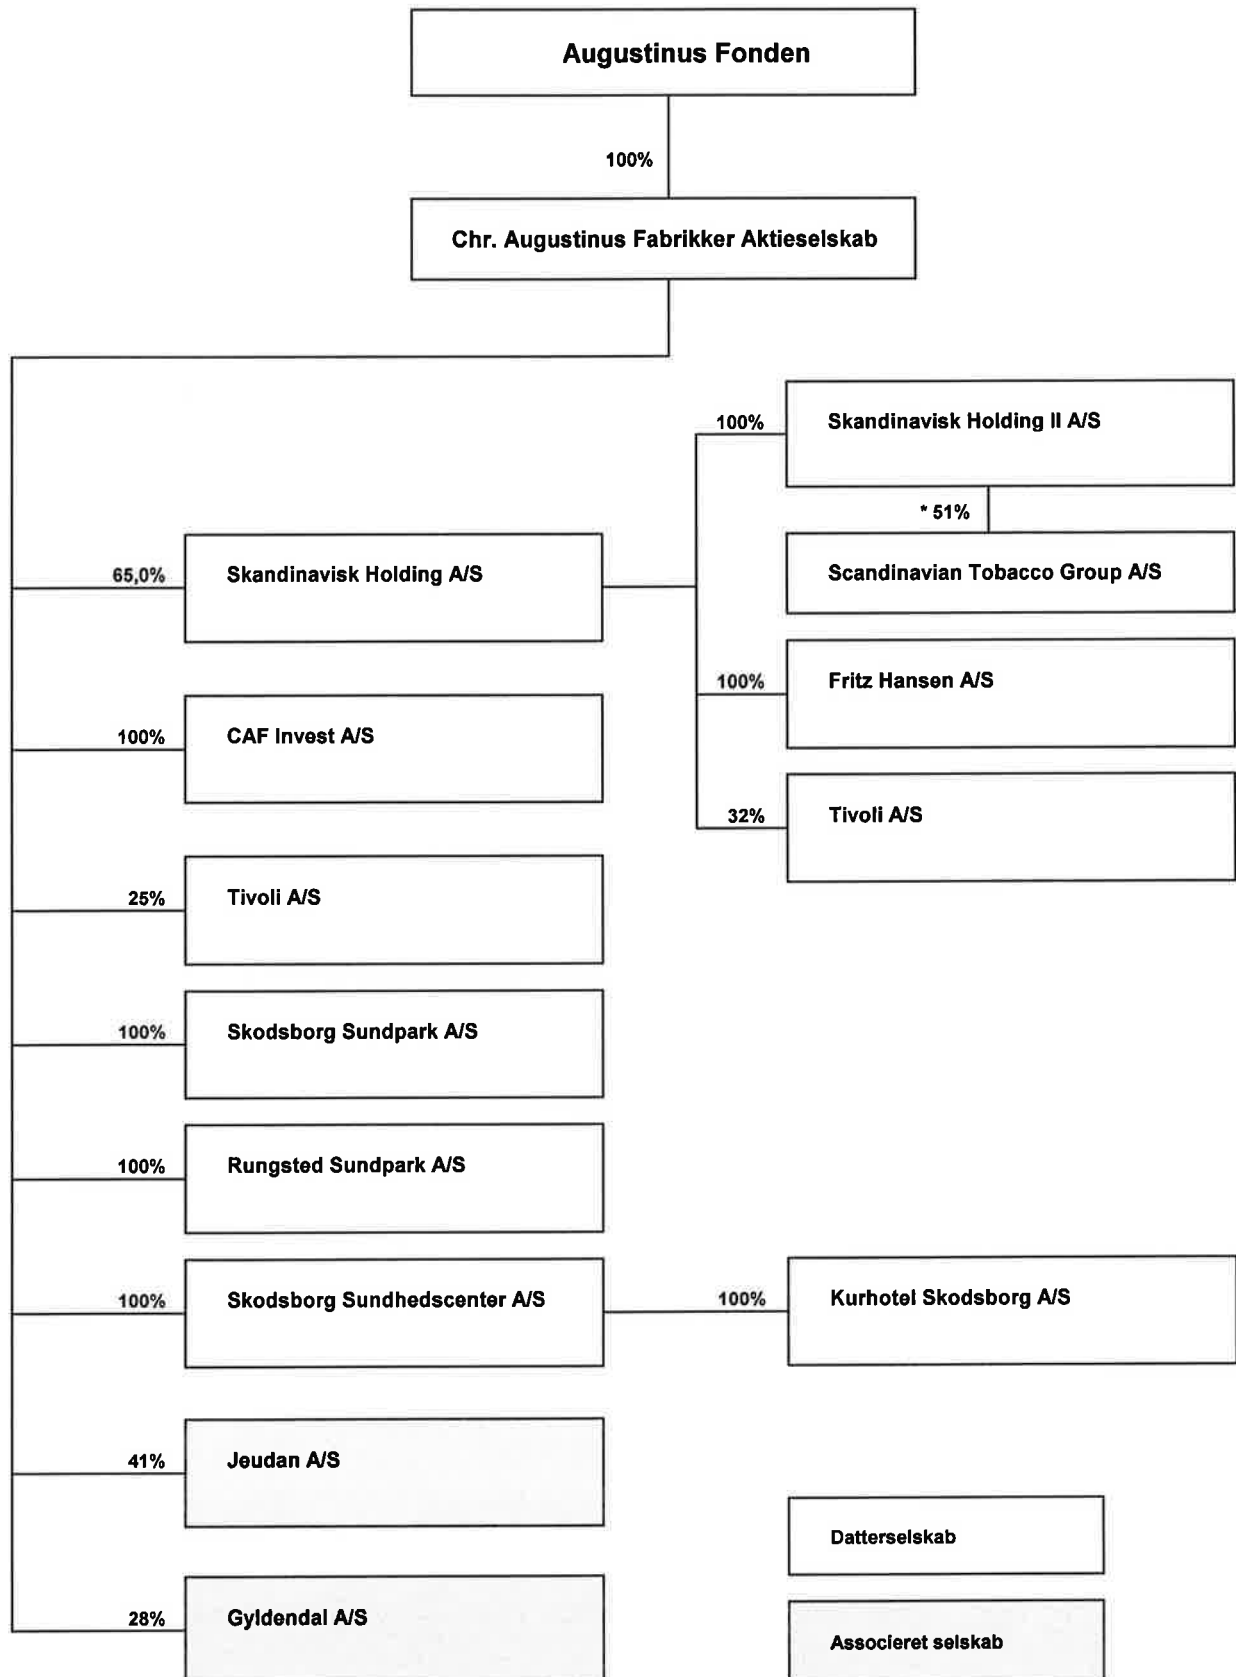 Augustinus Fonden
100%
Chr. Augustinus Fabrikker Aktieselskab
100%
Skandinavisk Holding II A/S
* 51%
65,0%
Skandinavisk Holding A/S
Scandinavian Tobacco Group A/S
100%
Fritz Hansen A/S
100%
CAF Invest A/S
32%
Tivoli A/S
25%
Tivoli A/S
100%
Skodsborg Sundpark A/S
100%
Rungsted Sundpark A/S
100%
Skodsborg Sundhedscenter A/S
100%
Kurhotel Skodsborg A/S
41%
Jeudan A/S
Datterselskab
28%
Gyldendal A/S
Associeret selskab